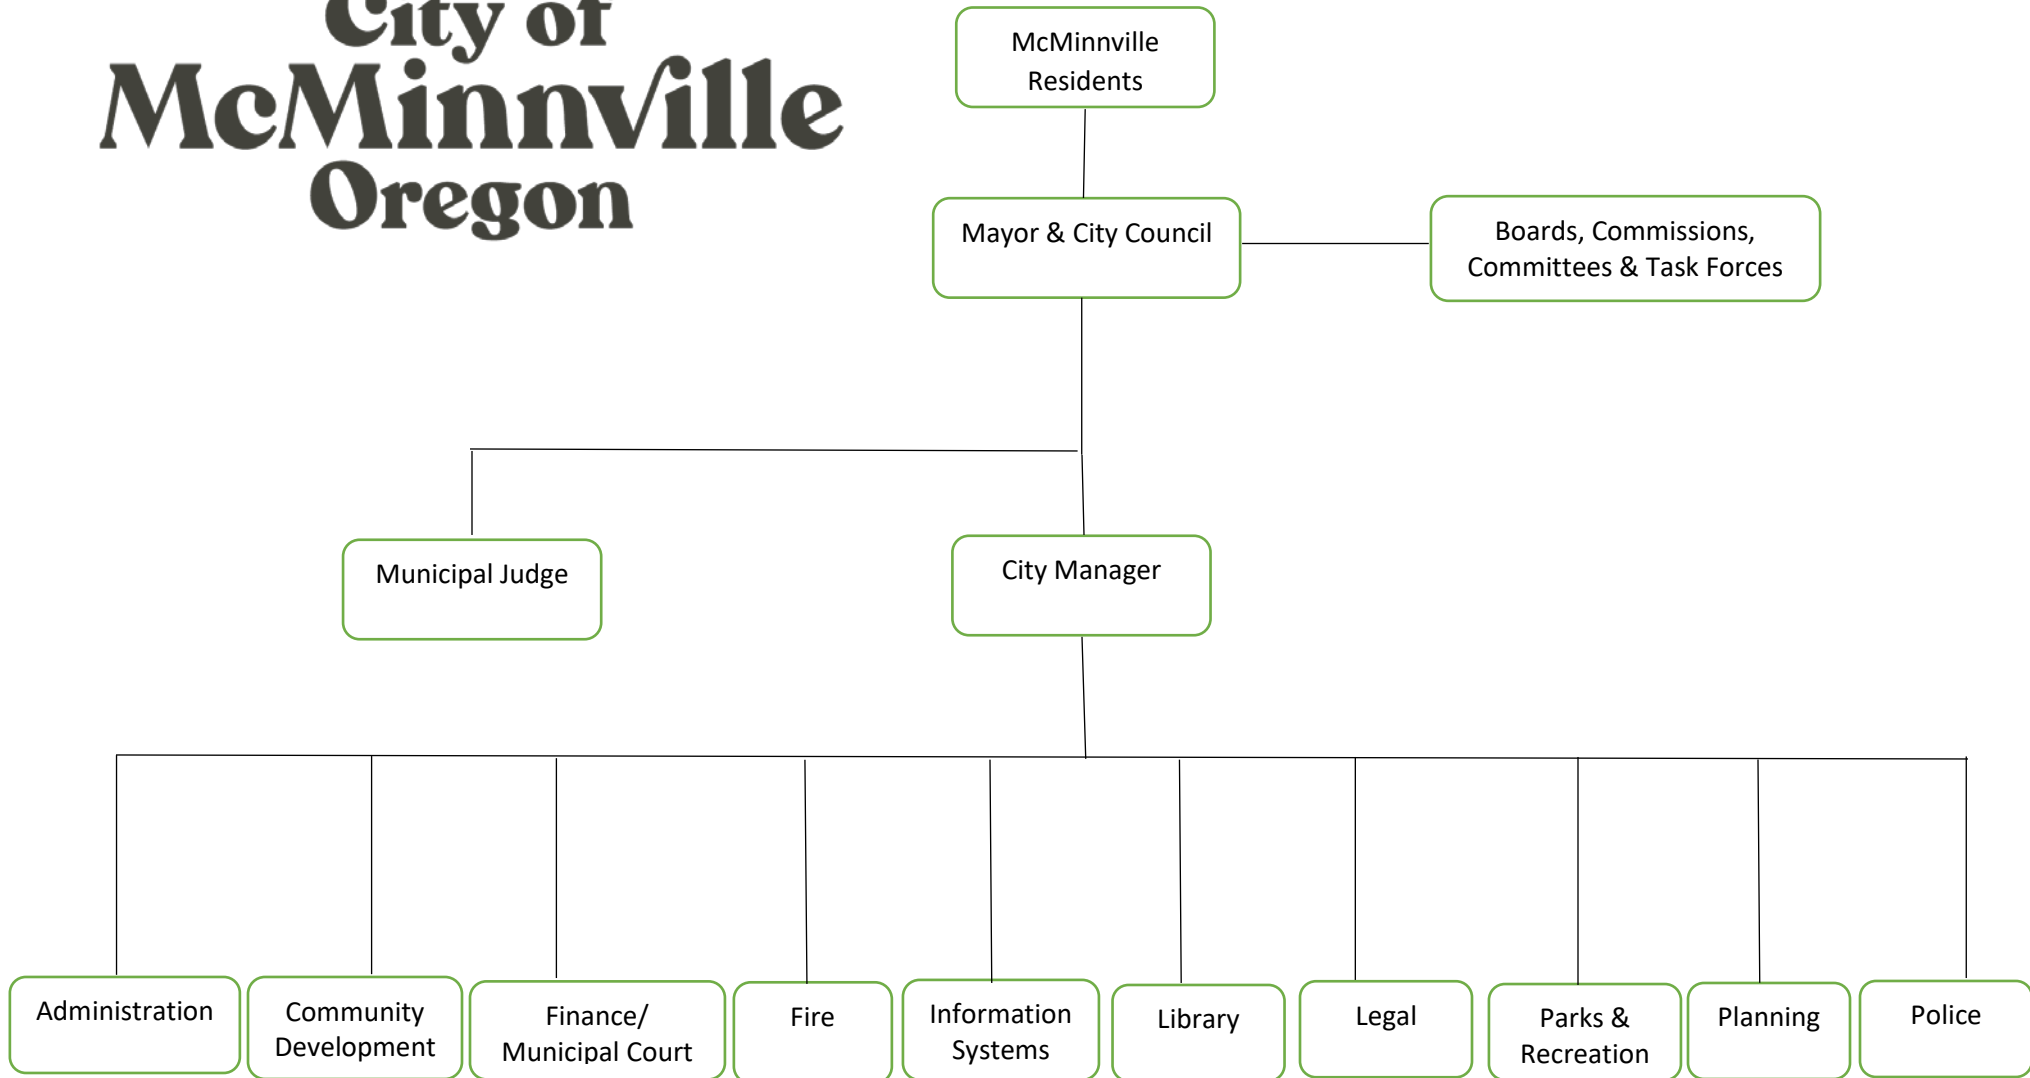 City of
McMinnville
Oregon
McMinnville
Residents
Mayor & City Council
Boards, Commissions,
Committees & Task Forces
Municipal Judge
City Manager
Administration
Community
Development
Finance/
Municipal Court
Fire
Information
Systems
Library
Legal
Parks &
Recreation
Planning
Police